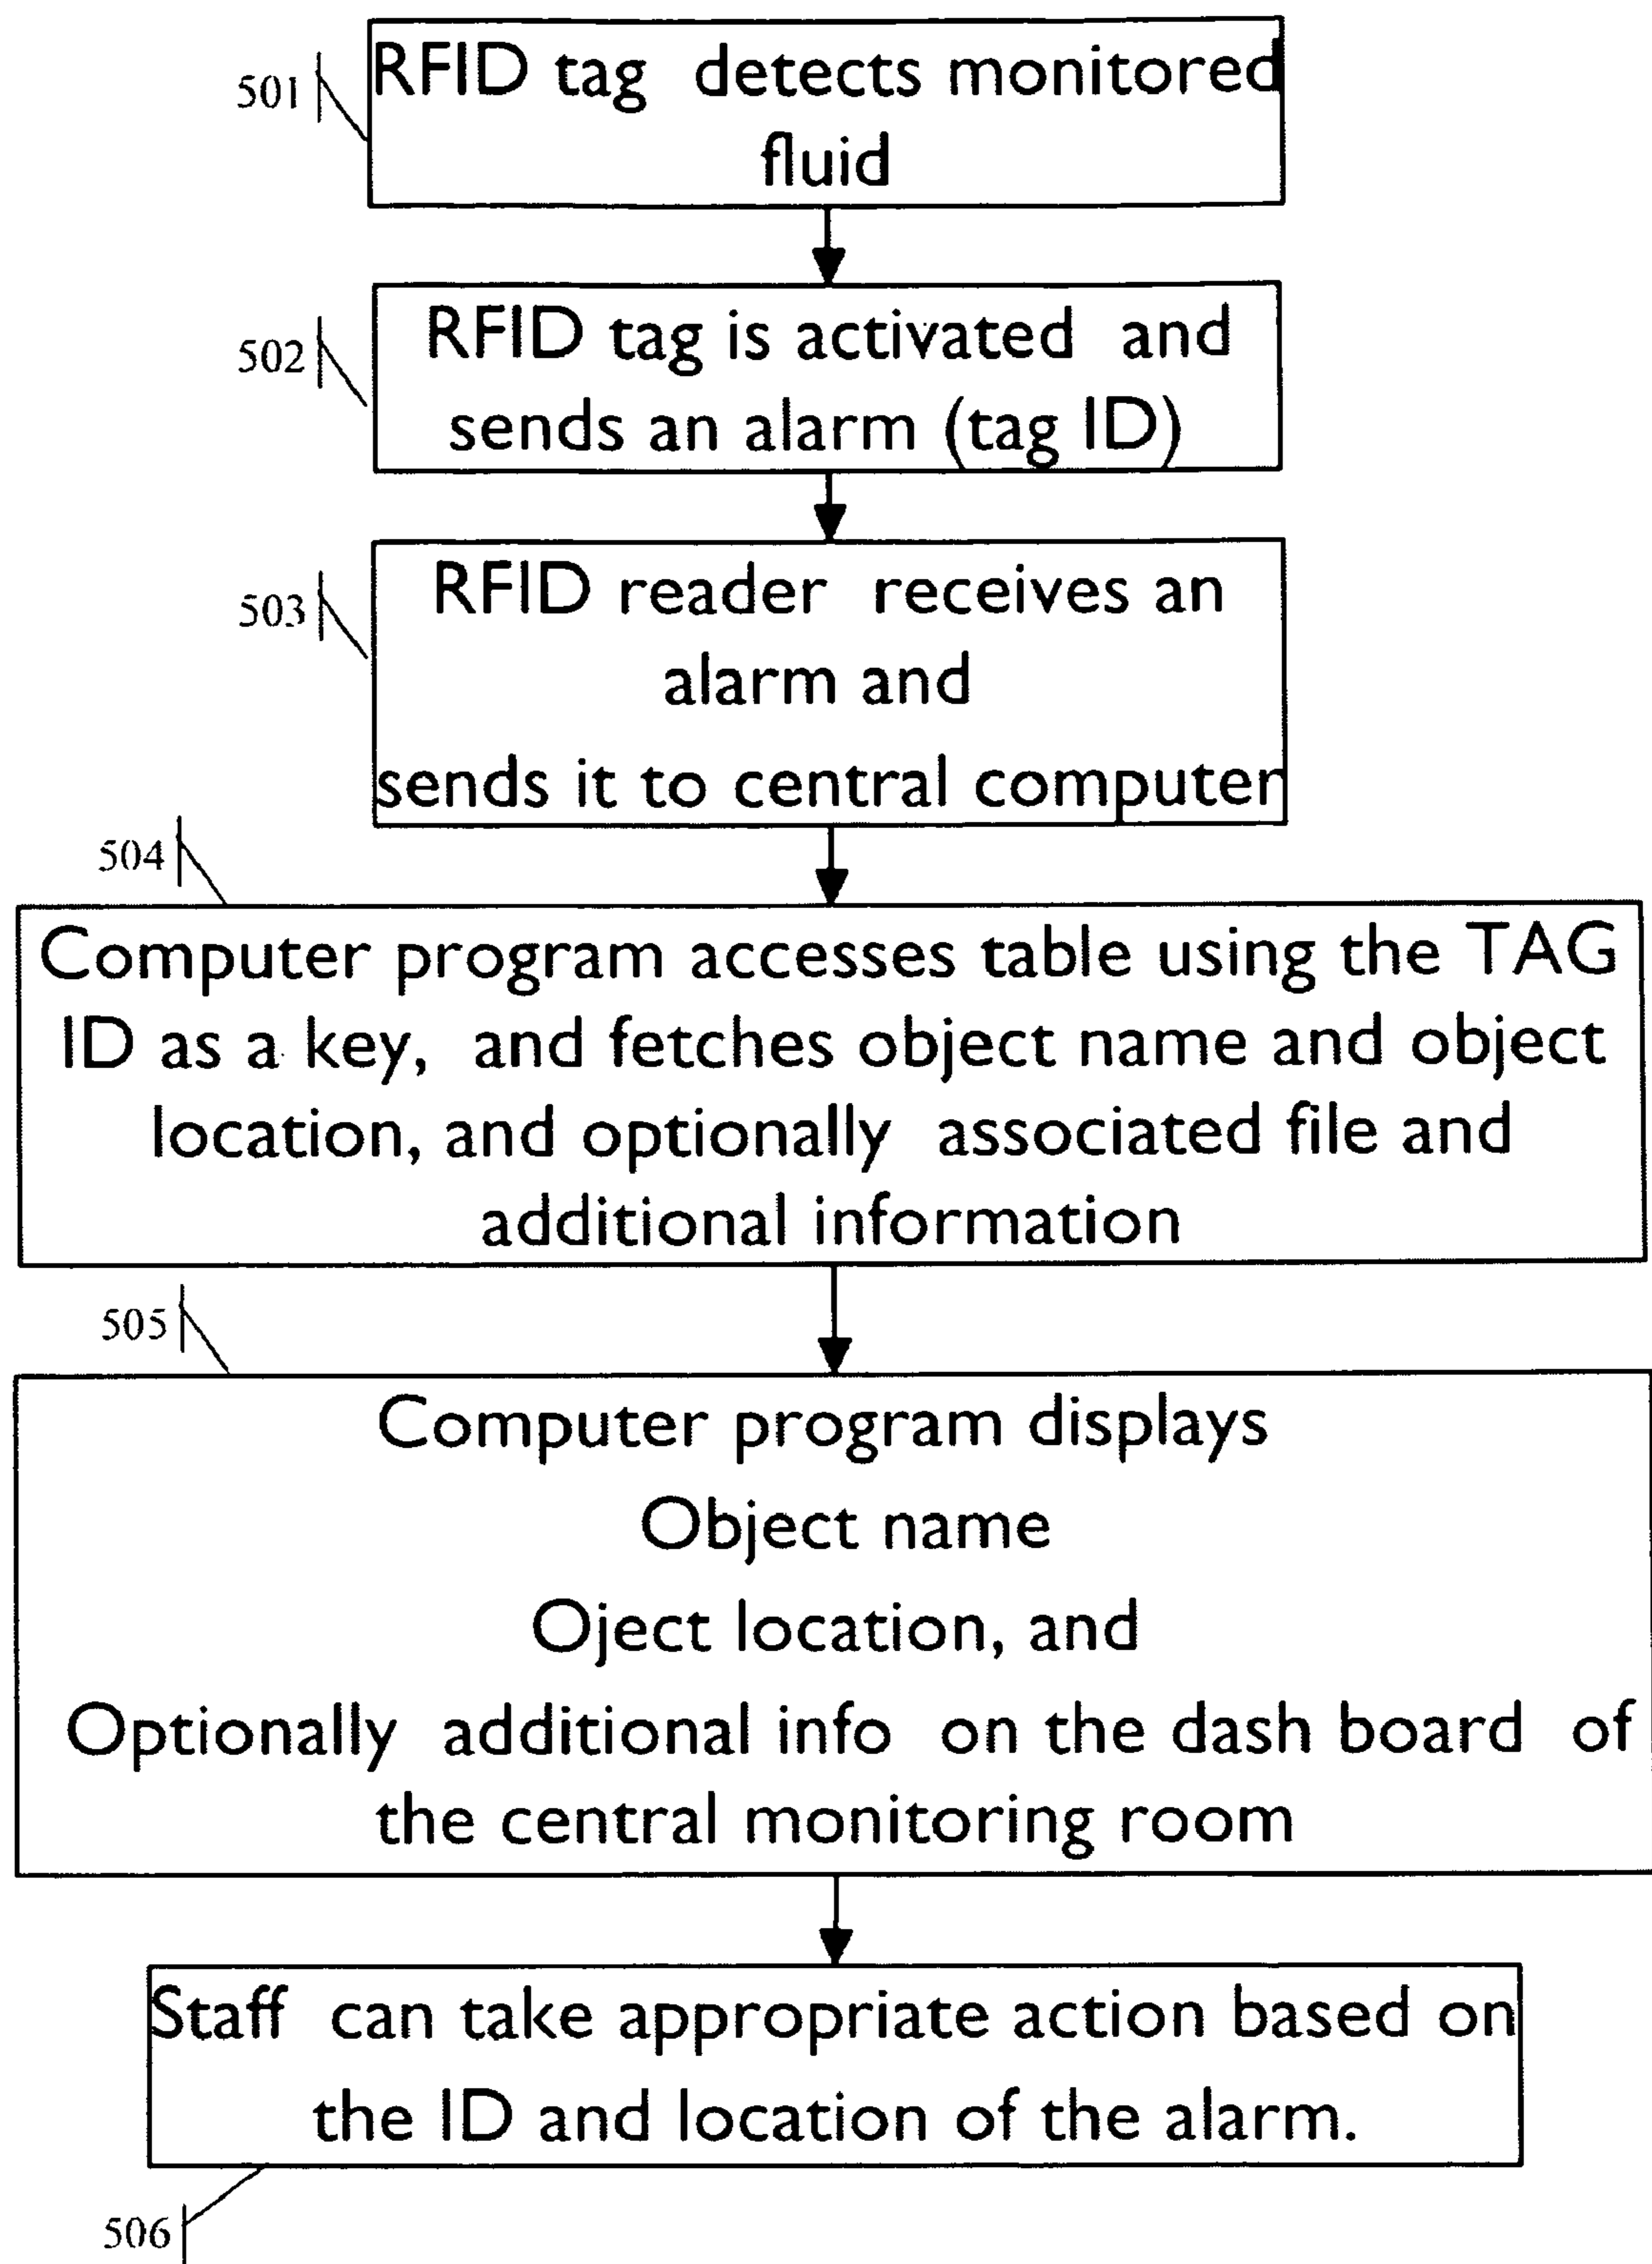 501
RFID tag detects monitored
fluid
502
RFID tag is activated and
sends an alarm (tag ID)
503
RFID reader receives an
alarm and
sends it to central computer
504
Computer program accesses table using the TAG
ID as a key, and fetches object name and object
location, and optionally associated file and
additional information
505
Computer program displays
Object name
Oject location, and
Optionally additional info on the dash board of
the central monitoring room
Staff can take appropriate action based on
the ID and location of the alarm.
506